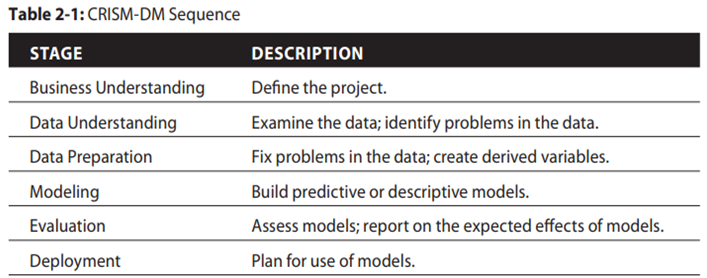 Table 2-1: CRISM-DM Sequence
STAGE DESCRIPTION
Business Understanding Define the project.
Data Understanding Examine the data; identify problems in the data.
Data Preparation Fix problems in the data; create derived variables.
Modeling Build predictive or descriptive models.
Evaluation Assess models; report on the expected effects of models.
Deployment Plan for use of models.